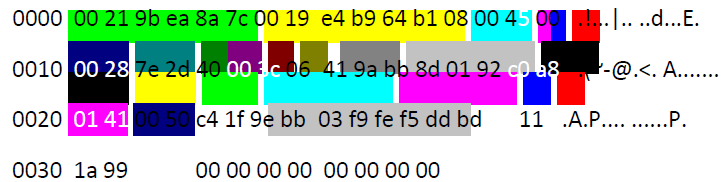 0000 00 21 9b ea 8a 7c 00 19 e4 b9 64 b1 08 00 45 00 .!...|.. ..d...E.
0010 00 28 7e 2d 40 00 3c 06 41 9a bb 8d 01 92 c0 a8 .(~-@.<. A.......
0020 01 41 00 50 c4 1f 9e bb 03 f9 fe f5 dd bd 11 .A.P.... ......P.
0030 1a 99 00 00 00 00 00 00 00 00